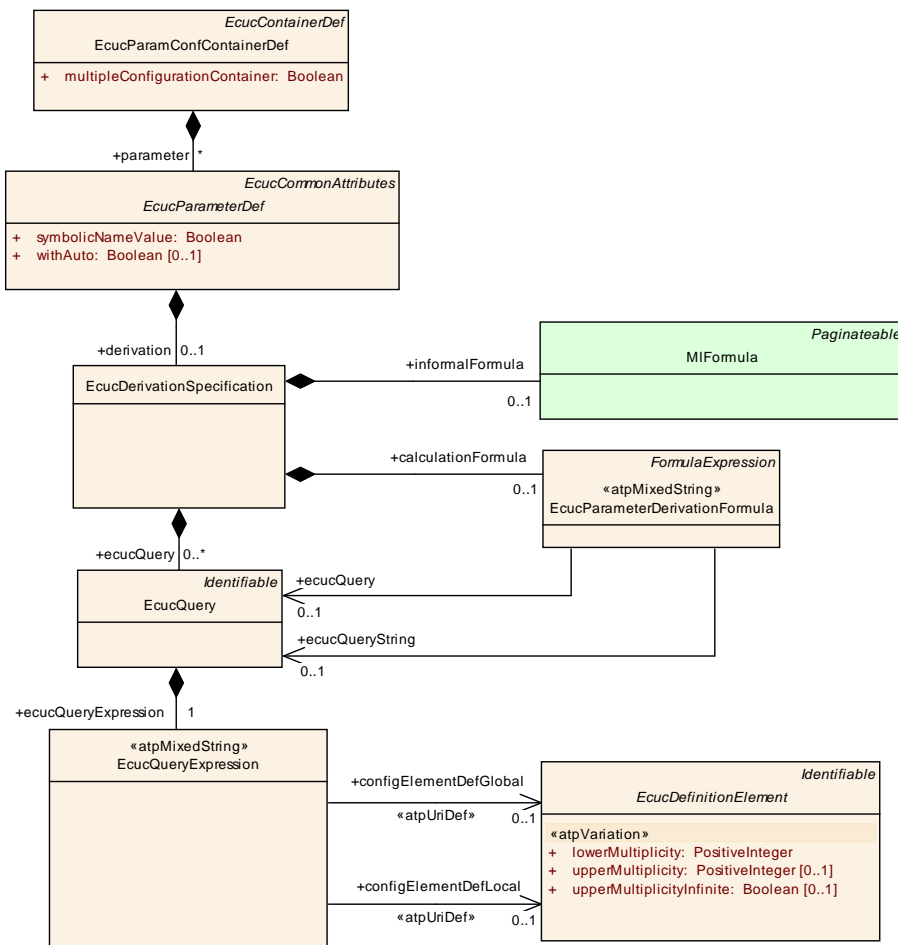 EcucContainerDef
EcucParamConfContainerDef
+ multipleConfigurationContainer: Boolean
+parameter *
EcucCommonAttributes
EcucParameterDef
+ symbolicNameValue: Boolean
+ withAuto: Boolean [0..1]
+derivation 0..1
EcucDerivationSpecification
+informalFormula
0..1
Paginateable
MlFormula
+calculationFormula
0..1
FormulaExpression
«atpMixedString»
EcucParameterDerivationFormula
+ecucQuery 0..*
Identifiable
EcucQuery
+ecucQuery
0..1
+ecucQueryString
0..1
+ecucQueryExpression 1
«atpMixedString»
EcucQueryExpression
+configElementDefGlobal
«atpUriDef» 0..1
+configElementDefLocal
«atpUriDef» 0..1
Identifiable
EcucDefinitionElement
«atpVariation»
+ lowerMultiplicity: PositiveInteger
+ upperMultiplicity: PositiveInteger [0..1]
+ upperMultiplicityInfinite: Boolean [0..1]